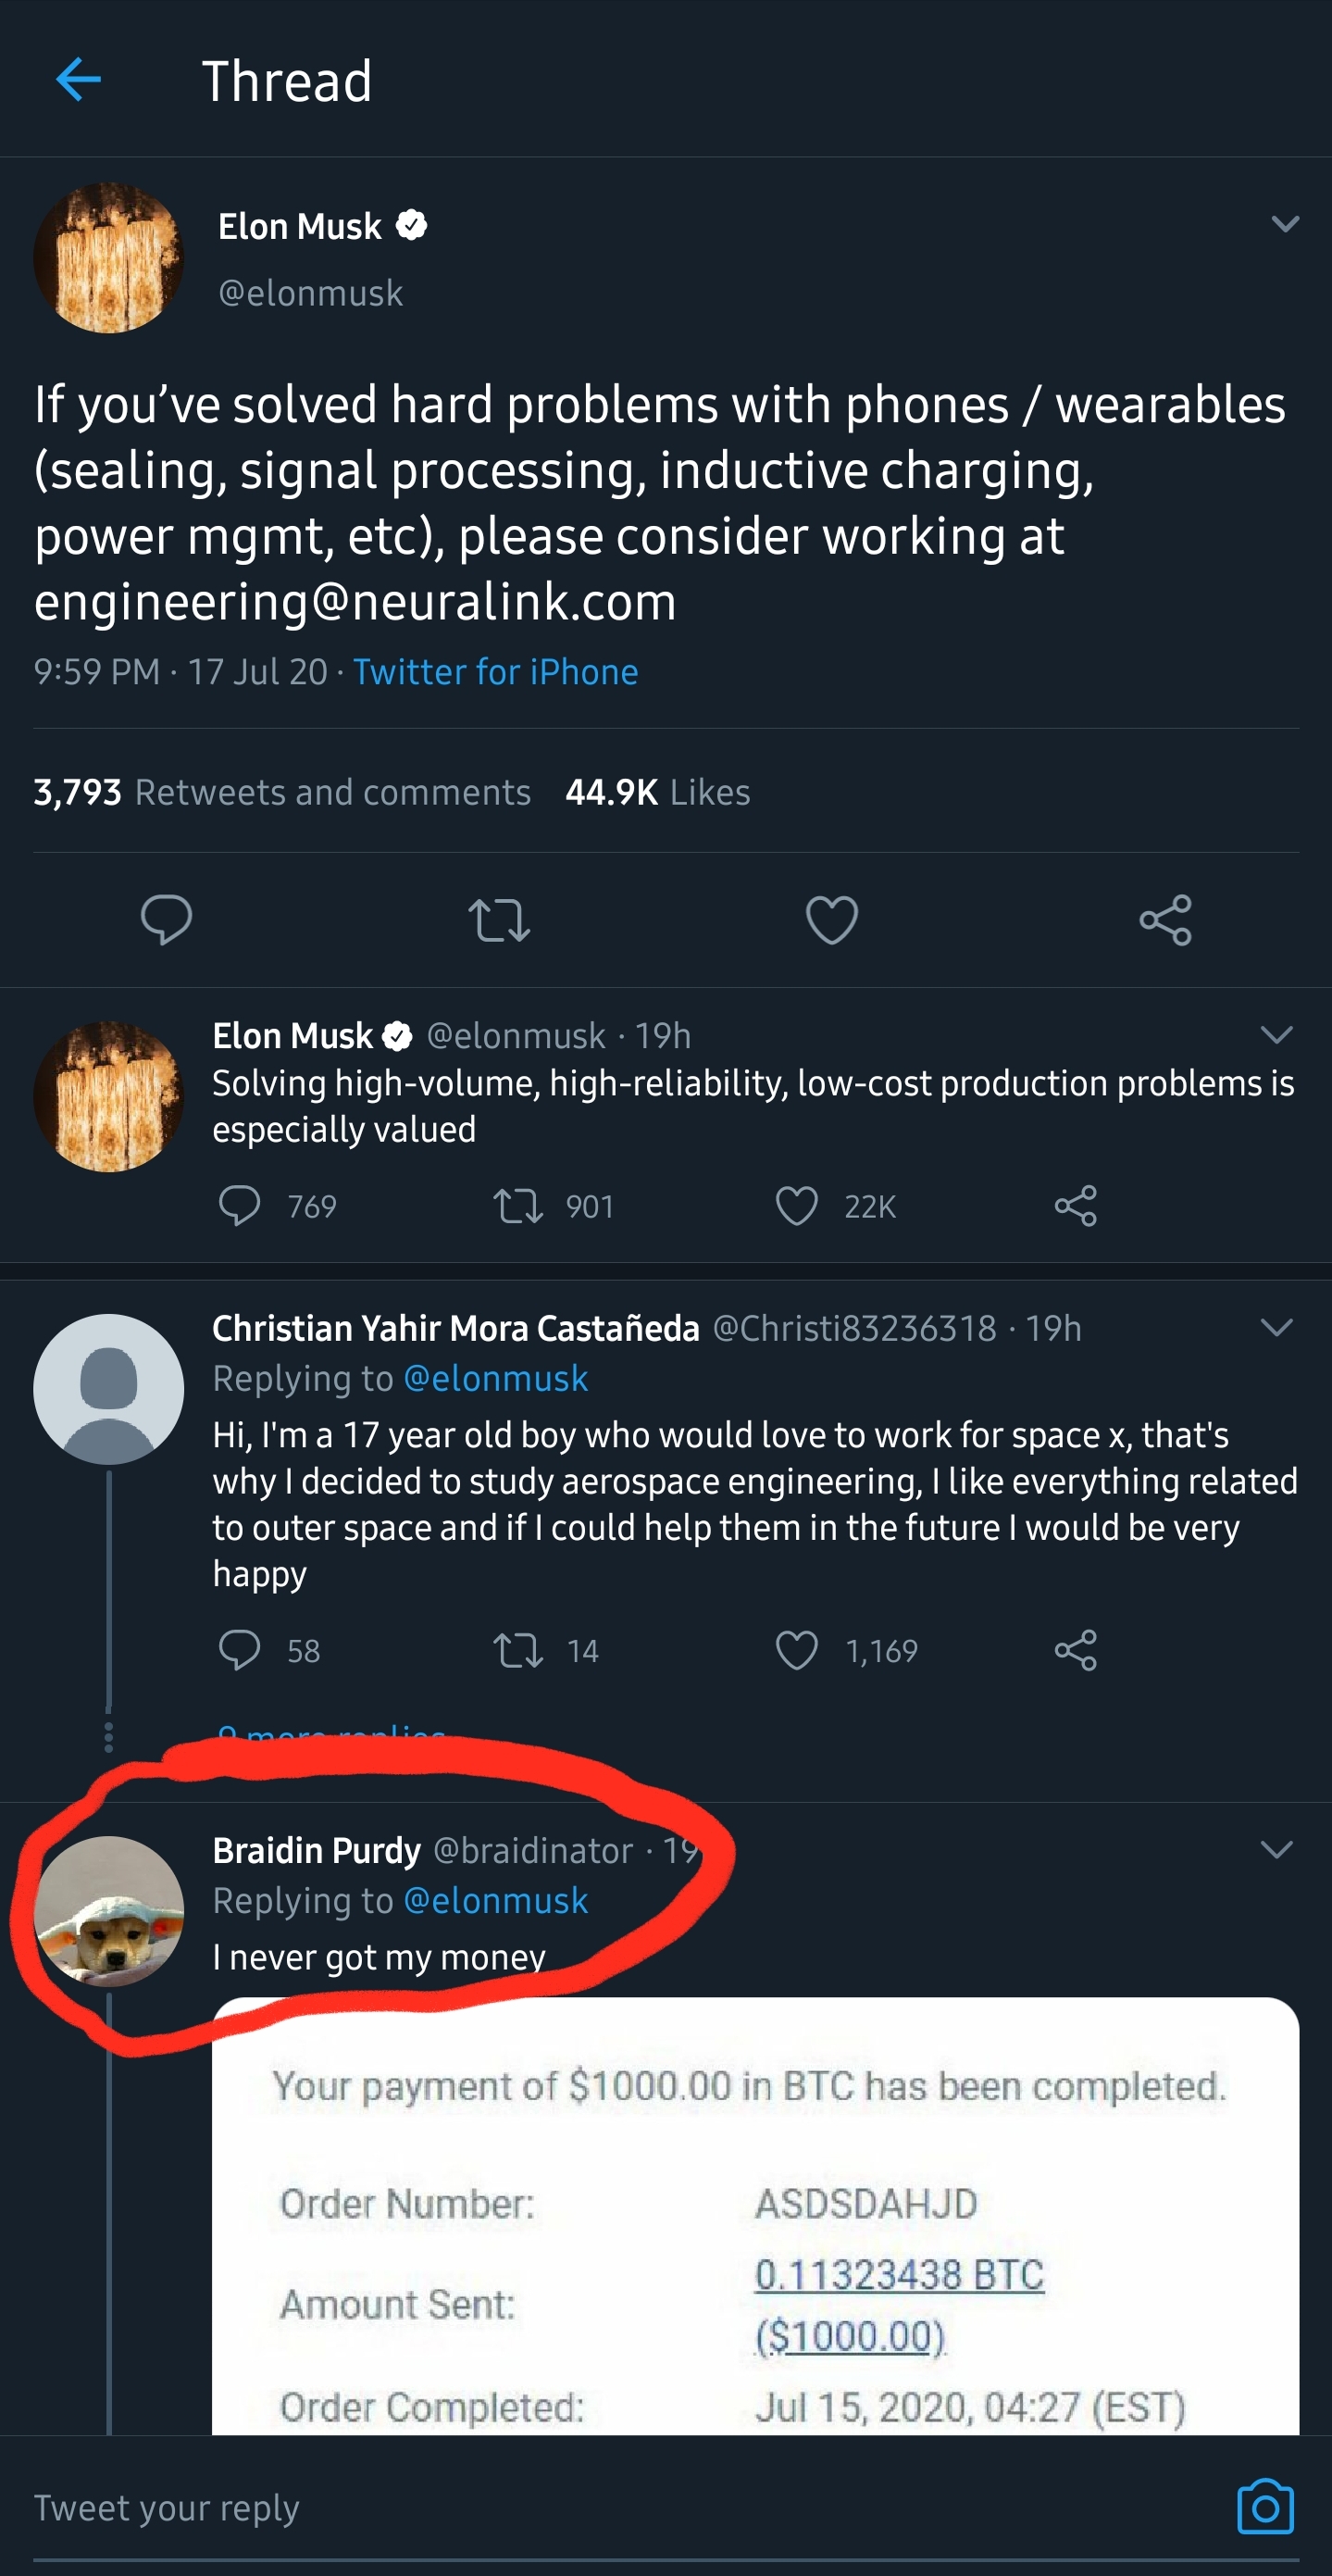 Thread
Elon Musk
@elonmusk
If you’ve solved hard problems with phones / wearables
(sealing, signal processing, inductive charging,
power mgmt, etc), please consider working at
engineering@neuralink.com
9:59 PM · 17 Jul 20 · Twitter for iPhone
3,793 Retweets and comments 44.9K Likes
Elon Musk @elonmusk · 19h
Solving high-volume, high-reliability, low-cost production problems is
especially valued
769 901 22K
Christian Yahir Mora Castañeda @Christi83236318 · 19h
Replying to @elonmusk
Hi, I'm a 17 year old boy who would love to work for space x, that's
why I decided to study aerospace engineering, I like everything related
to outer space and if I could help them in the future I would be very
happy
58 14 1,169
9 more replies
Braidin Purdy @braidinator · 19
Replying to @elonmusk
I never got my money
Your payment of $1000.00 in BTC has been completed.
Order Number: ASDSDAHJD
Amount Sent: 0.11323438 BTC
($1000.00)
Order Completed: Jul 15, 2020, 04:27 (EST)
Tweet your reply